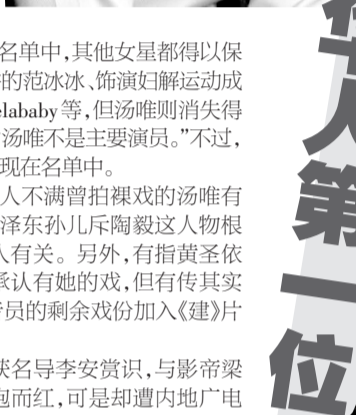 名单中，其他女星都得以保
的范冰冰、饰演妇解运动成
elababy等，但汤唯则消失得
汤唯不是主要演员。”不过，
现在名单中。
人不满曾拍裸戏的汤唯有
泽东孙儿斥陶毅这人物根
人有关。另外，有指黄圣依
承认有她的戏，但有传其实
员的剩余戏份加入《建》片
获名导李安赏识，与影帝梁
而红，可是却遭内地广电
华人第一位